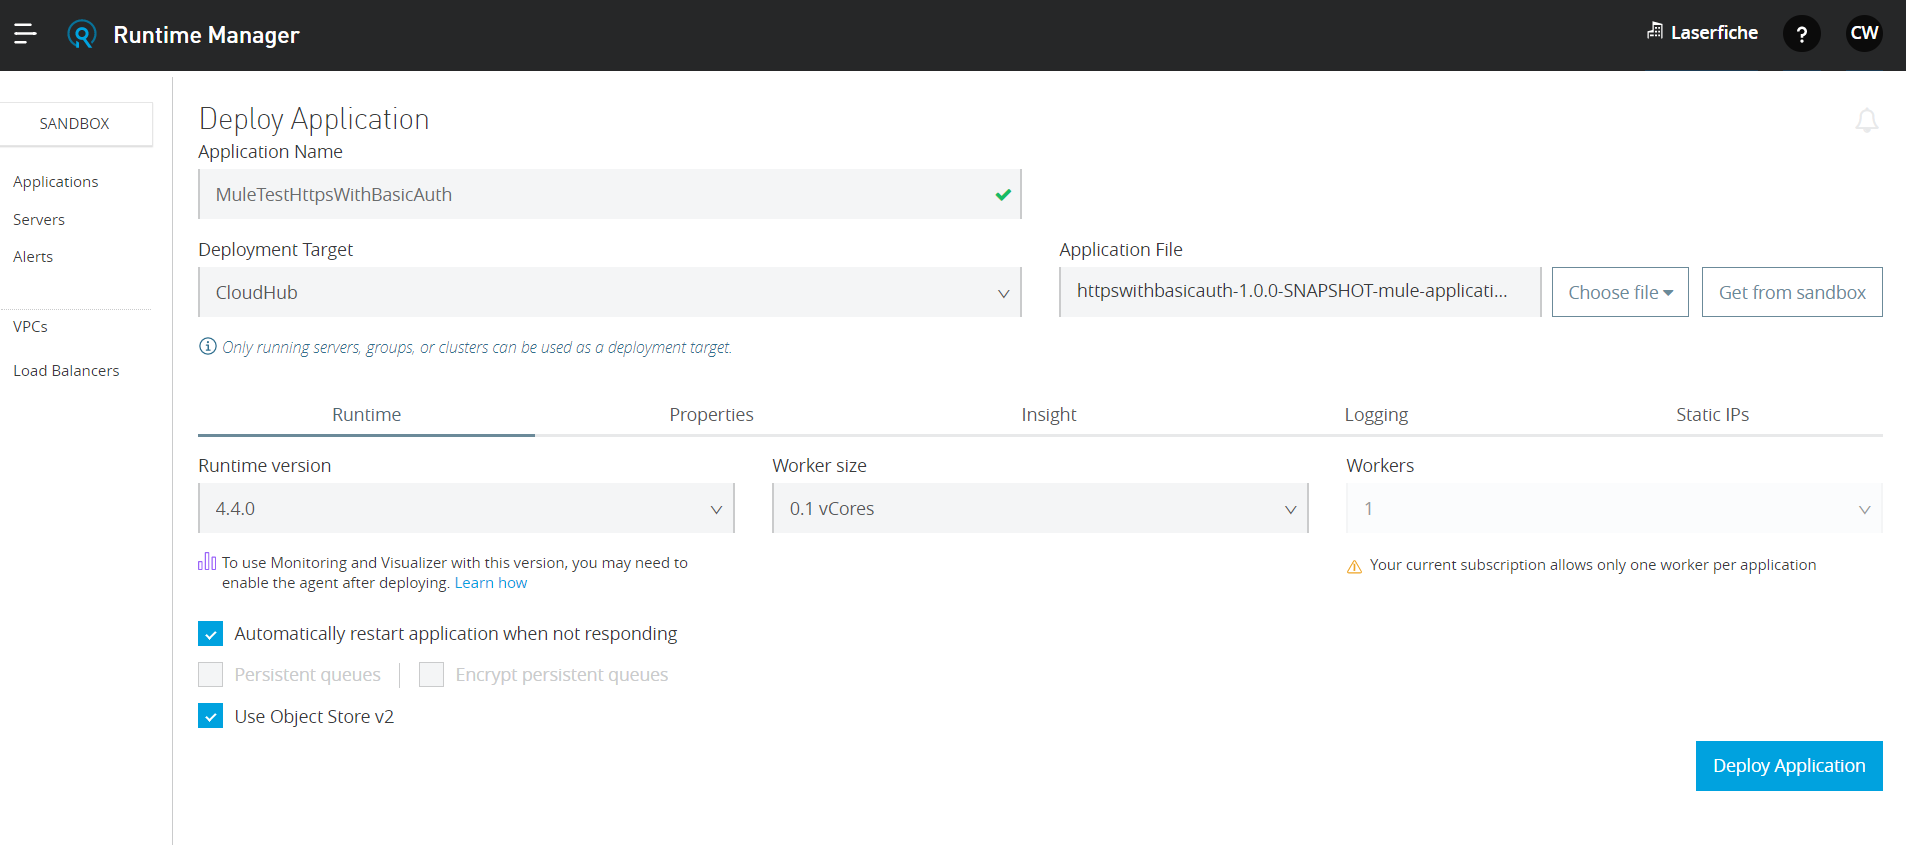 Runtime Manager
Laserfiche
?
CW
SANDBOX
Applications
Servers
Alerts
VPCs
Load Balancers
Deploy Application
Application Name
MuleTestHttpsWithBasicAuth
Deployment Target
Application File
CloudHub
httpswithbasicauth-1.0.0-SNAPSHOT-mule-applicati...
Choose file
Get from sandbox
Only running servers, groups, or clusters can be used as a deployment target.
Runtime
Properties
Insight
Logging
Static IPs
Runtime version
Worker size
Workers
4.4.0
0.1 vCores
1
To use Monitoring and Visualizer with this version, you may need to
enable the agent after deploying. Learn how
Your current subscription allows only one worker per application
Automatically restart application when not responding
Persistent queues
Encrypt persistent queues
Use Object Store v2
Deploy Application